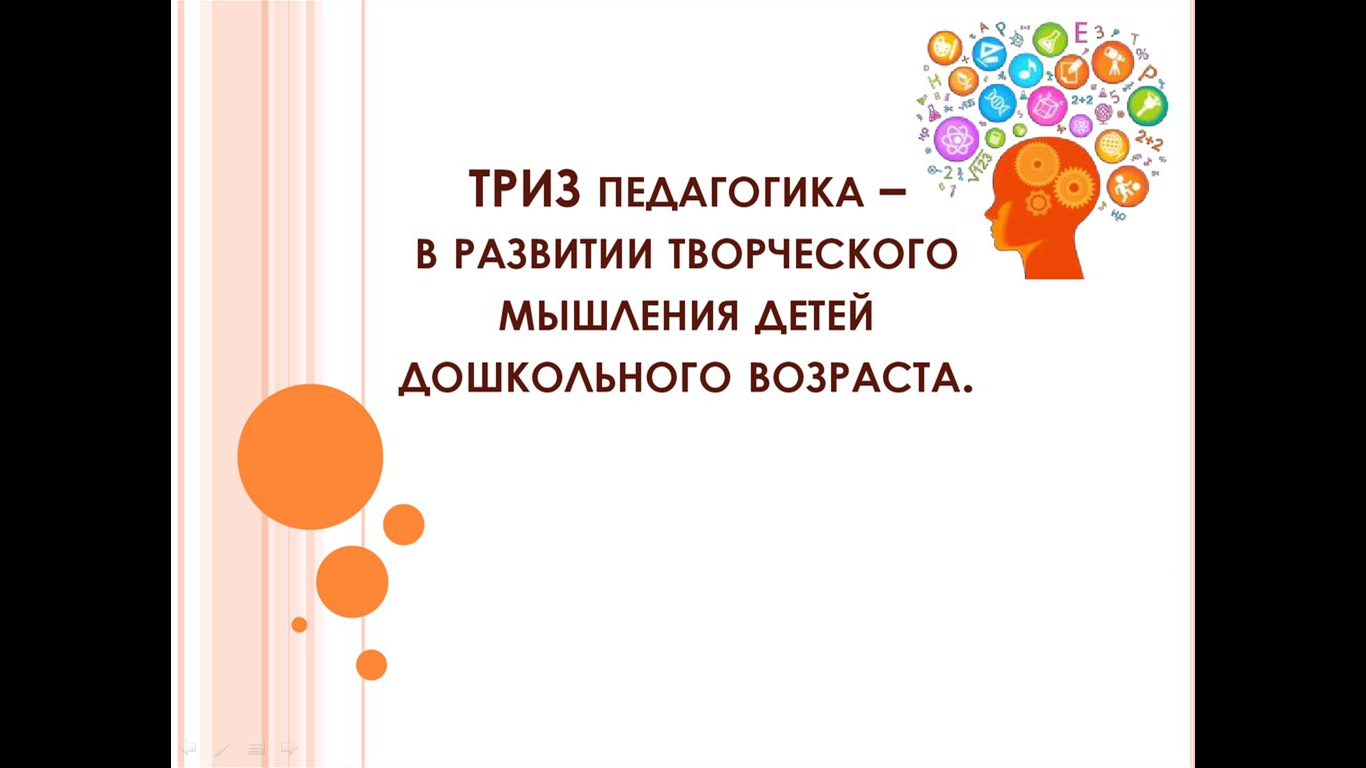 ТРИЗ ПЕДАГОГИКА –
В РАЗВИТИИ ТВОРЧЕСКОГО
МЫШЛЕНИЯ ДЕТЕЙ
ДОШКОЛЬНОГО ВОЗРАСТА.